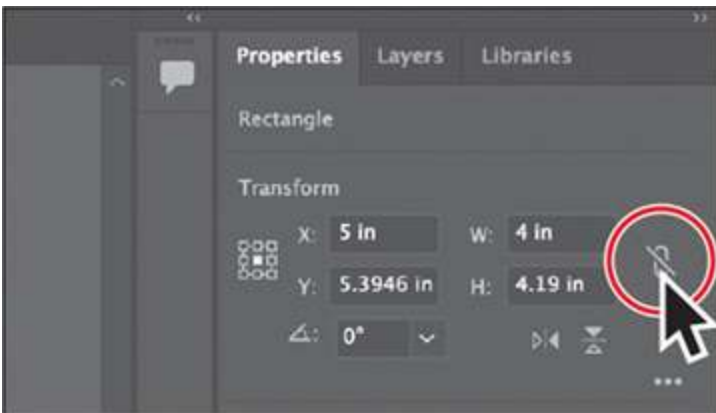 Properties Layers Libraries
Rectangle
Transform
X: 5 in W: 4 in
Y: 5.3946 in H: 4.19 in
0°